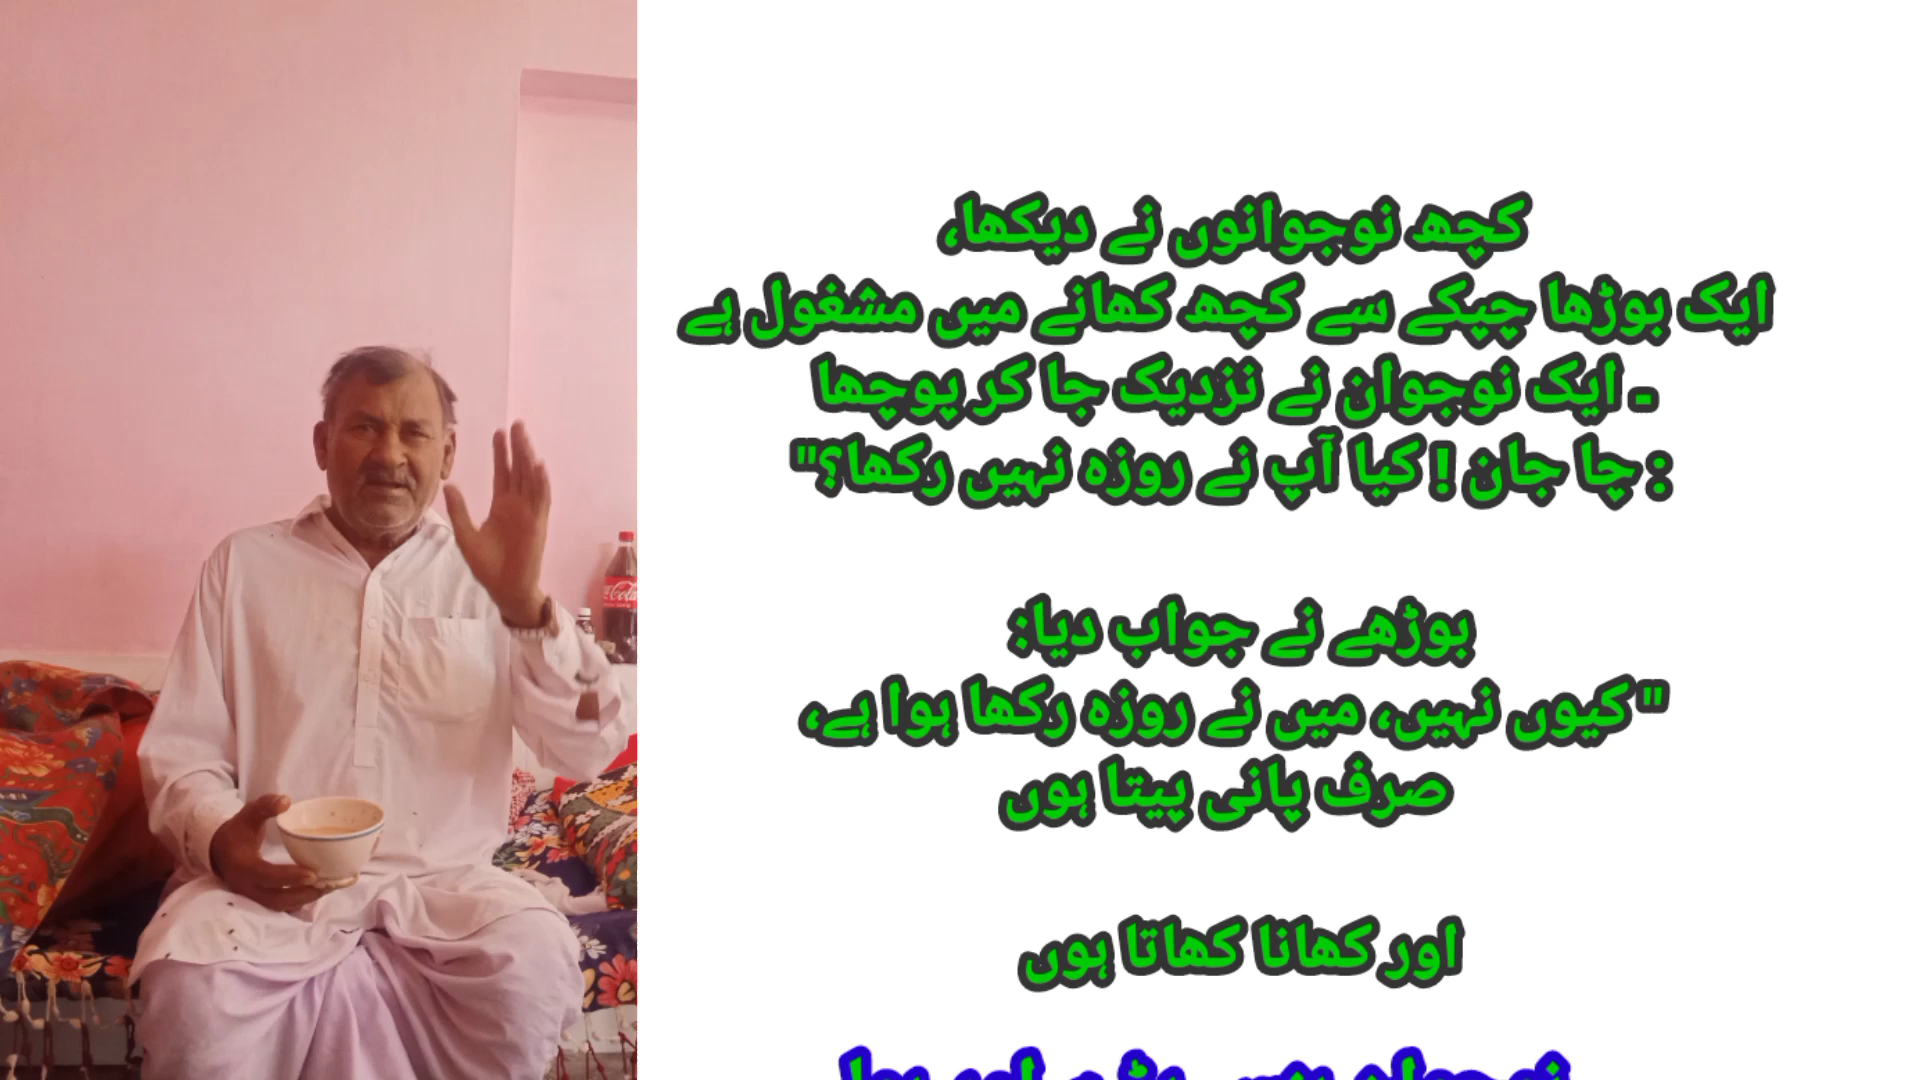 کچھ نوجوانوں نے دیکھا،
ایک بوڑھا چپکے سے کچھ کھانے میں مشغول ہے
۔ ایک نوجوان نے نزدیک جا کر پوچھا
: چا جان ! کیا آپ نے روزہ نہیں رکھا؟"
بوڑھے نے جواب دیا:
" کیوں نہیں، میں نے روزہ رکھا ہوا ہے،
صرف پانی پیتا ہوں
اور کھانا کھاتا ہوں